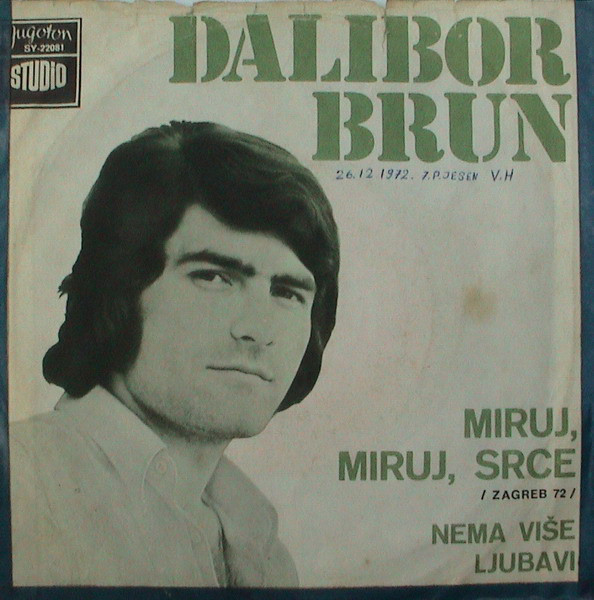 Jugoton
SY-22081
STUDIO
DALIBOR
BRUN
26.12 1972. 7.P.JESEN V.H
MIRUJ,
MIRUJ, SRCE
/ ZAGREB 72 /
NEMA VIŠE
LJUBAVI